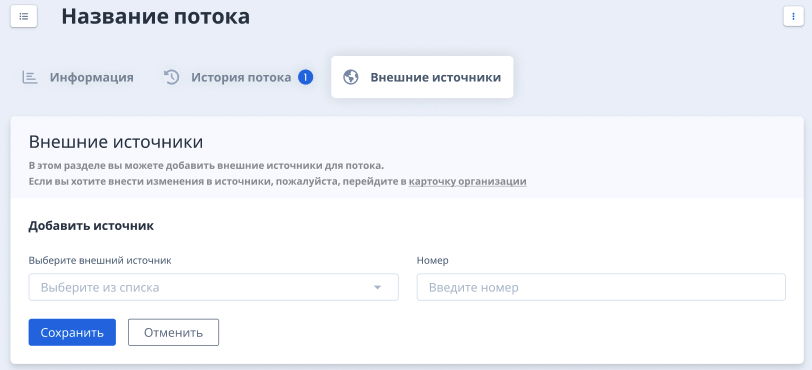 Название потока
Информация
История потока 1
Внешние источники
Внешние источники
В этом разделе вы можете добавить внешние источники для потока.
Если вы хотите внести изменения в источники, пожалуйста, перейдите в карточку организации
Добавить источник
Выберите внешний источник
Номер
Выберите из списка
Введите номер
Сохранить
Отменить